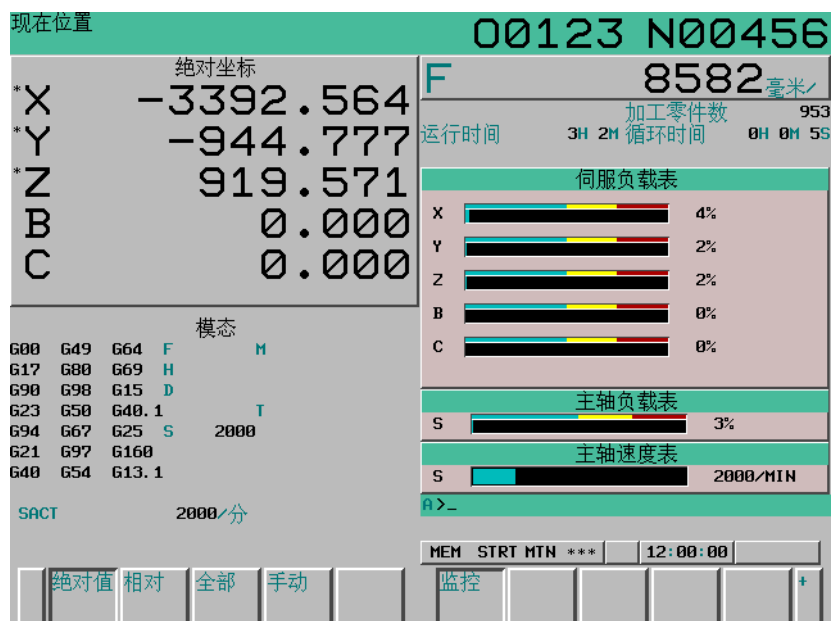 现在位置
O0123 N00456
绝对坐标
*X -3392.564
*Y -944.777
*Z 919.571
B 0.000
C 0.000
F 8582毫米/
加工零件数 953
运行时间 3H 2M 循环时间 0H 0M 5S
伺服负载表
X 4%
Y 2%
Z 2%
B 0%
C 0%
模态
G00 G49 G64 F M
G17 G80 G69 H
G90 G98 G15 D
G23 G50 G40.1 T
G94 G67 G25 S 2000
G21 G97 G160
G40 G54 G13.1
SACT 2000/分
主轴负载表
S 3%
主轴速度表
S 2000/MIN
A>_
MEM STRT MTN *** 12:00:00
绝对值 相对 全部 手动 监控 +